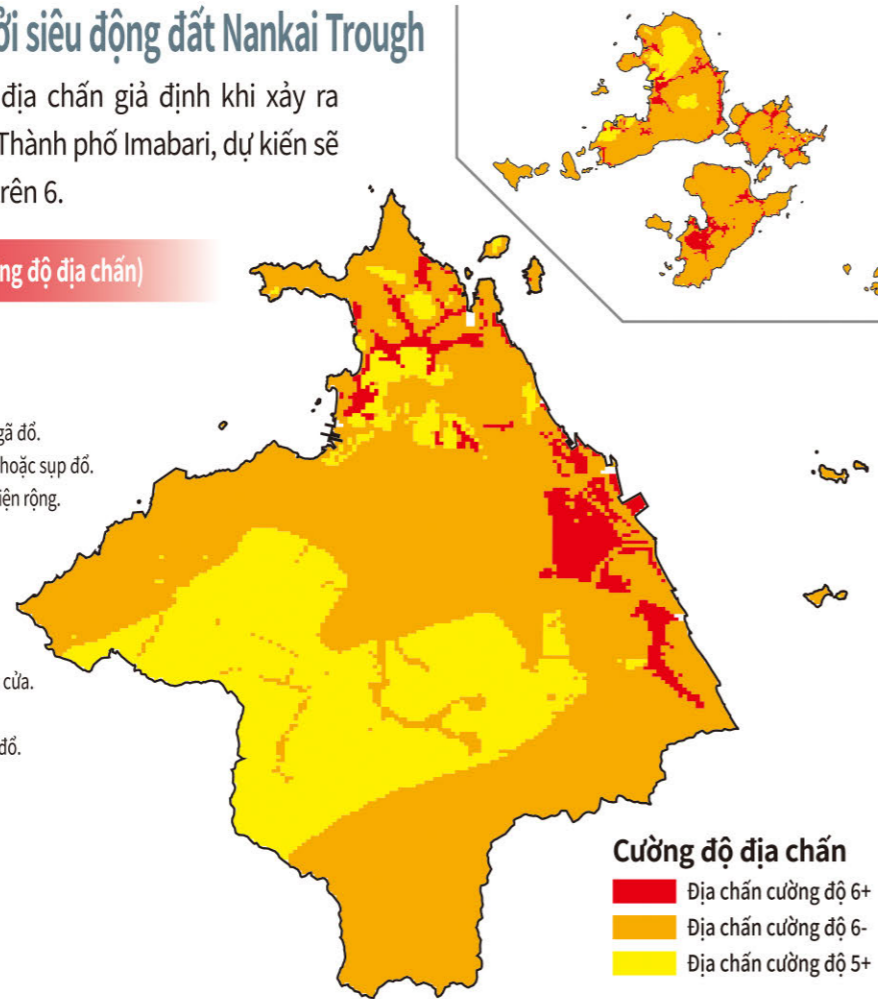 ởi siêu động đất Nankai Trough
địa chấn giả định khi xảy ra
Thành phố Imabari, dự kiến sẽ
rên 6.
ng độ địa chấn)
gã đổ.
hoặc sụp đổ.
iện rộng.
cửa.
đổ.
Cường độ địa chấn
Địa chấn cường độ 6+
Địa chấn cường độ 6-
Địa chấn cường độ 5+